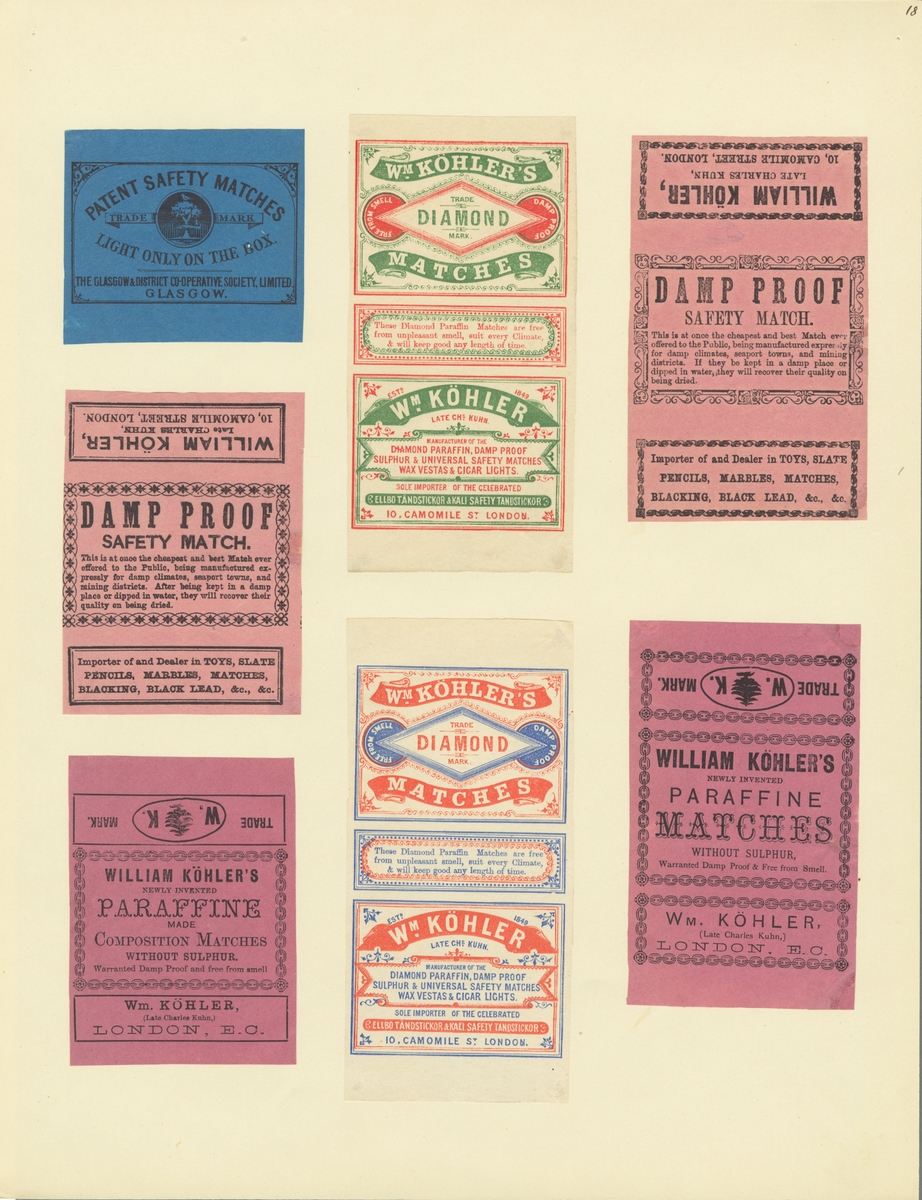 18
PATENT SAFETY MATCHES
TRADE MARK
LIGHT ONLY ON THE BOX.
THE GLASGOW & DISTRICT CO-OPERATIVE SOCIETY, LIMITED,
GLASGOW.
WILLIAM KÖHLER,
LATE CHARLES KUHN,
10, CAMOMILE STREET, LONDON.
DAMP PROOF
SAFETY MATCH.
This is at once the cheapest and best Match ever
offered to the Public, being manufactured ex-
pressly for damp climates, seaport towns, and
mining districts. After being kept in a damp
place or dipped in water, they will recover their
quality on being dried.
Importer of and Dealer in TOYS, SLATE
PENCILS, MARBLES, MATCHES,
BLACKING, BLACK LEAD, &c., &c.
TRADE W. K. MARK.
WILLIAM KÖHLER'S
NEWLY INVENTED
PARAFFINE
MADE
COMPOSITION MATCHES
WITHOUT SULPHUR.
Warranted Damp Proof and free from smell
WM. KÖHLER,
(Late Charles Kuhn,)
LONDON, E.C.
WM KÖHLER'S
TRADE
FREE FROM SMELL DIAMOND DAMP PROOF
MARK.
MATCHES
These Diamond Paraffin Matches are free
from unpleasant smell, suit every Climate,
& will keep good any length of time.
ESTD 1849
WM KÖHLER
LATE CHS KUHN.
MANUFACTURER OF THE
DIAMOND PARAFFIN, DAMP PROOF
SULPHUR & UNIVERSAL SAFETY MATCHES
WAX VESTAS & CIGAR LIGHTS.
SOLE IMPORTER OF THE CELEBRATED
ELLBO TÄNDSTICKOR & KALI SAFETY TANDSTICKOR
10, CAMOMILE ST LONDON.
WM KÖHLER'S
TRADE
FREE FROM SMELL DIAMOND DAMP PROOF
MARK.
MATCHES
These Diamond Paraffin Matches are free
from unpleasant smell, suit every Climate,
& will keep good any length of time.
ESTD 1849
WM KÖHLER
LATE CHS KUHN.
MANUFACTURER OF THE
DIAMOND PARAFFIN, DAMP PROOF
SULPHUR & UNIVERSAL SAFETY MATCHES
WAX VESTAS & CIGAR LIGHTS.
SOLE IMPORTER OF THE CELEBRATED
ELLBO TÄNDSTICKOR & KALI SAFETY TANDSTICKOR
10, CAMOMILE ST LONDON.
WILLIAM KÖHLER,
LATE CHARLES KUHN,
10, CAMOMILE STREET, LONDON.
DAMP PROOF
SAFETY MATCH.
This is at once the cheapest and best Match ever
offered to the Public, being manufactured expressly
for damp climates, seaport towns, and mining
districts. If they be kept in a damp place or
dipped in water, they will recover their quality on
being dried.
Importer of and Dealer in TOYS, SLATE
PENCILS, MARBLES, MATCHES,
BLACKING, BLACK LEAD, &c., &c.
TRADE W. K. MARK.
WILLIAM KÖHLER'S
NEWLY INVENTED
PARAFFINE
MATCHES
WITHOUT SULPHUR,
Warranted Damp Proof & Free from Smell.
WM. KÖHLER,
(Late Charles Kuhn,)
LONDON, E.C.